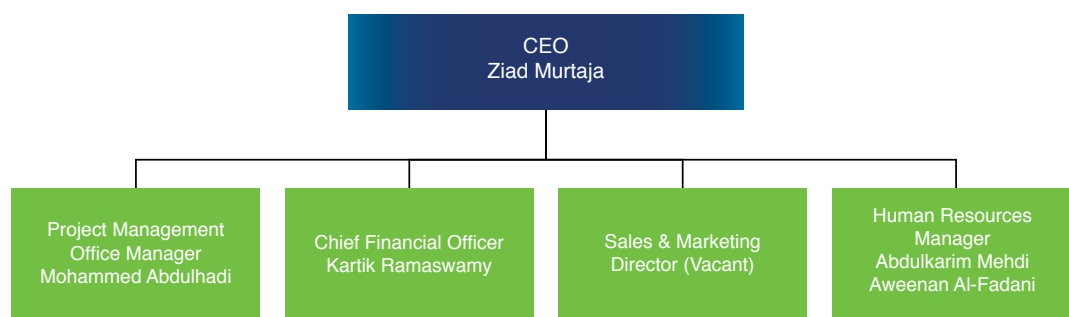 CEO
Ziad Murtaja
Project Management
Office Manager
Mohammed Abdulhadi
Chief Financial Officer
Kartik Ramaswamy
Sales & Marketing
Director (Vacant)
Human Resources
Manager
Abdulkarim Mehdi
Aweenan Al-Fadani